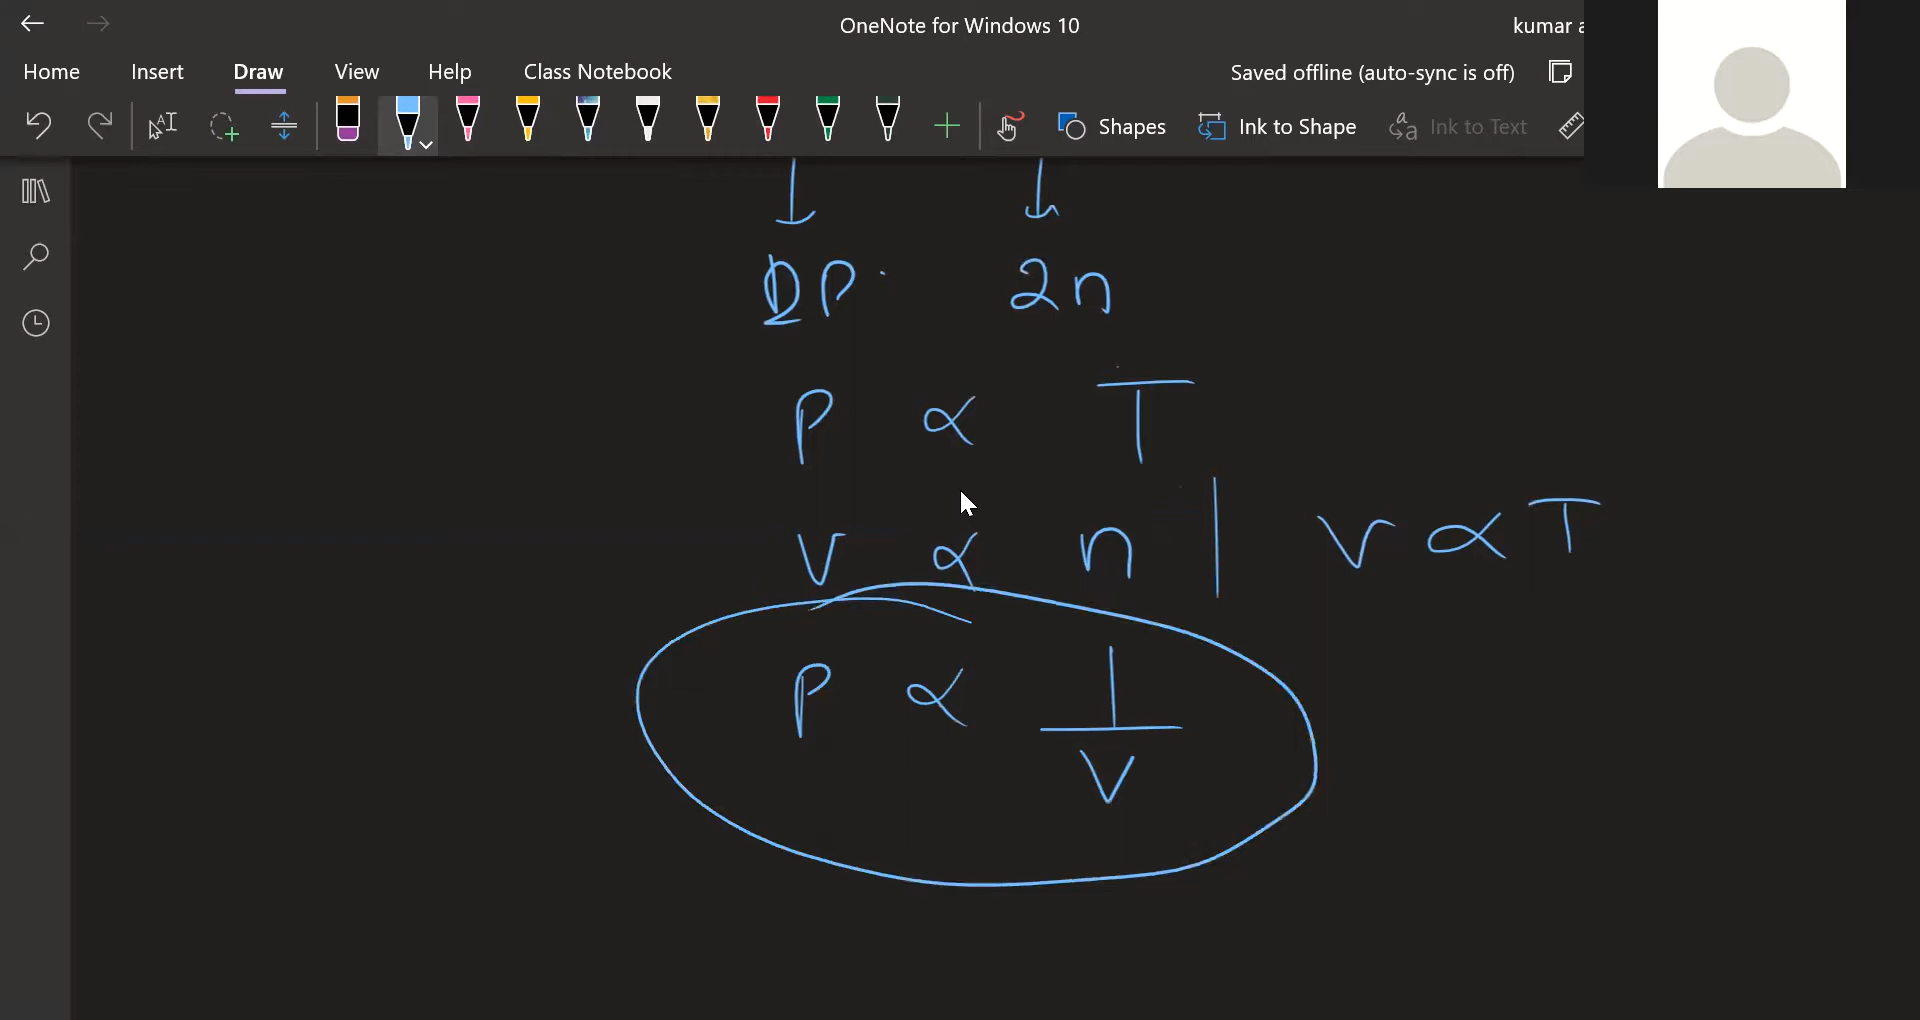 OneNote for Windows 10
kumar a
Home Insert Draw View Help Class Notebook
Saved offline (auto-sync is off)
Shapes Ink to Shape Ink to Text
P 2n
P ∝ T
V ∝ n | V ∝ T
P ∝ 1/V